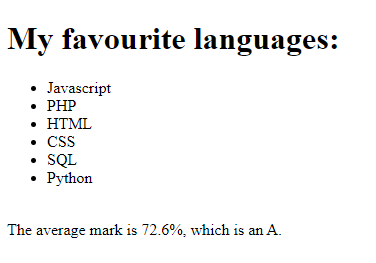 My favourite languages:
Javascript
PHP
HTML
CSS
SQL
Python
The average mark is 72.6%, which is an A.